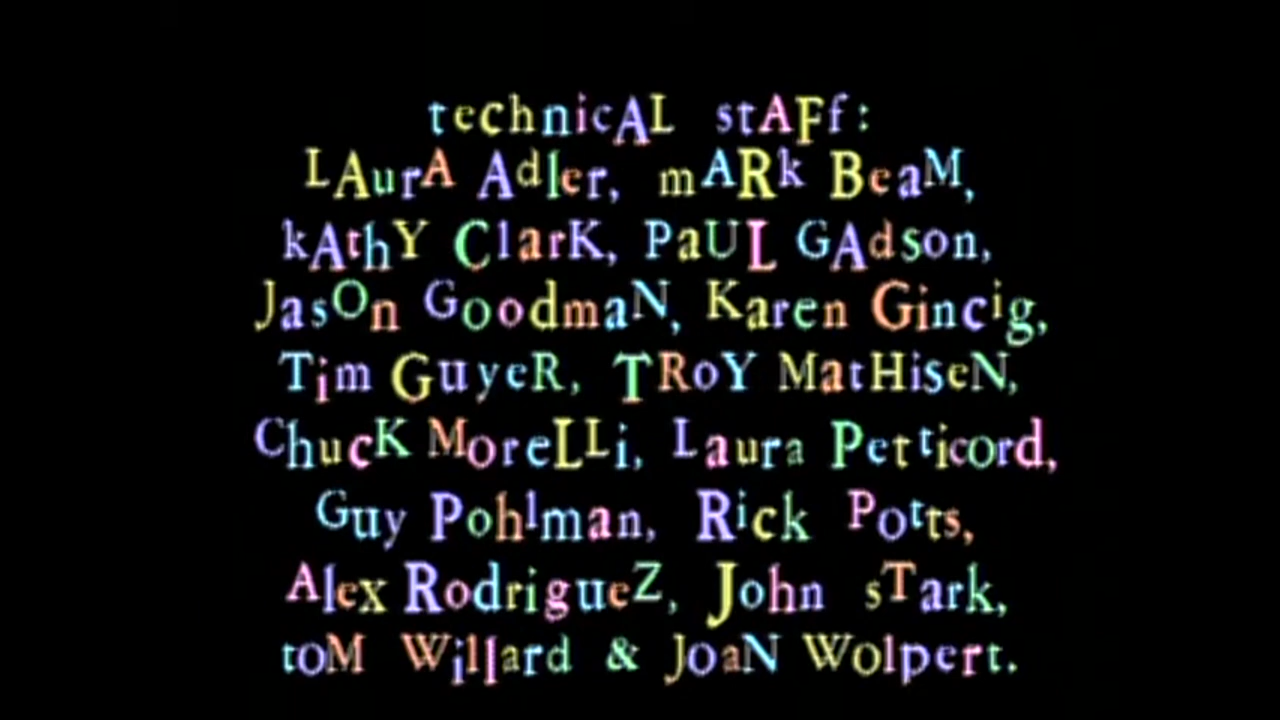 technicAL stAFf:
LAurA Adler, mARk BeaM,
kAthY ClarK, PaUL GAdson,
JasOn GoodmaN, Karen Gincig,
Tim GuyeR, TRoY MatHiseN,
ChucK MoreLLi, Laura Petticord,
Guy Pohlman, Rick Potts,
Alex RodrigueZ, John sTark,
toM Willard & JoaN Wolpert.